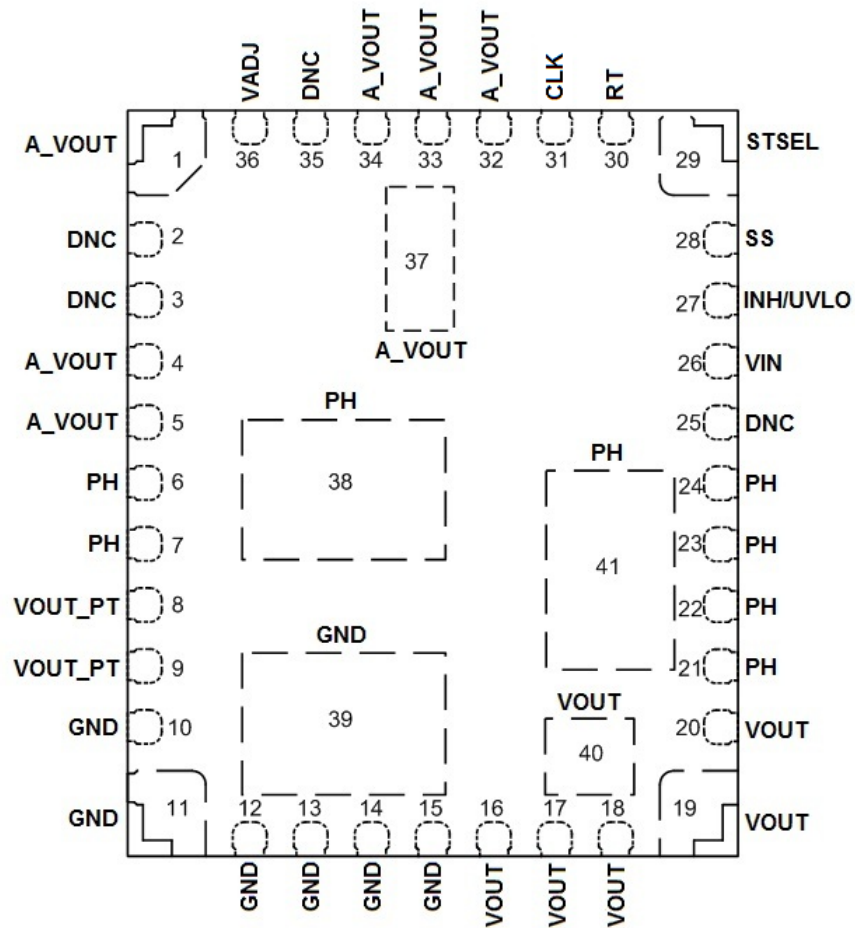 VADJ
DNC
A_VOUT
A_VOUT
A_VOUT
CLK
RT
A_VOUT
1
36
35
34
33
32
31
30
29
STSEL
DNC
2
28
SS
37
DNC
3
27
INH/UVLO
A_VOUT
A_VOUT
4
26
VIN
PH
A_VOUT
5
25
DNC
PH
PH
6
38
24
PH
PH
7
23
PH
41
VOUT_PT
8
22
PH
GND
VOUT_PT
9
21
PH
VOUT
GND
10
39
20
VOUT
40
GND
11
12
13
14
15
16
17
18
19
VOUT
GND
GND
GND
GND
VOUT
VOUT
VOUT